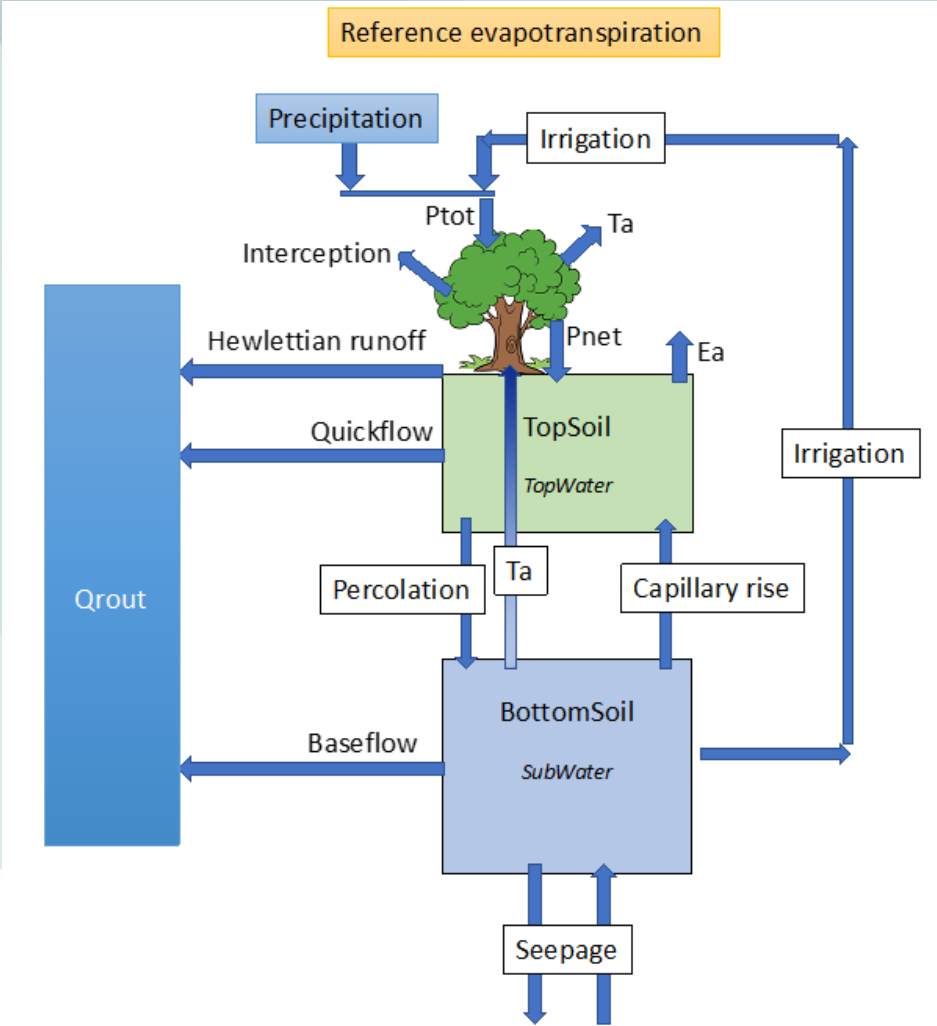 Reference evapotranspiration
Precipitation
Irrigation
Ptot
Ta
Interception
Hewlettian runoff
Pnet
Ea
Quickflow
TopSoil
TopWater
Irrigation
Qrout
Percolation
Ta
Capillary rise
BottomSoil
Baseflow
SubWater
Seepage